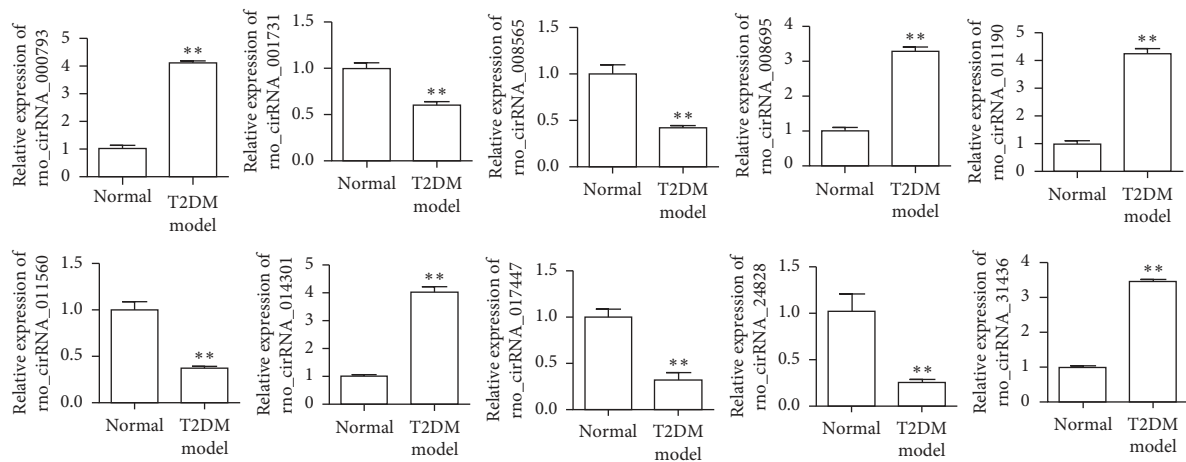 Relative expression of
rno_cirRNA_000793
5
4
3
2
1
0
**
Normal
T2DM
model
Relative expression of
rno_cirRNA_001731
1.5
1.0
0.5
0.0
**
Normal
T2DM
model
Relative expression of
rno_cirRNA_008565
1.5
1.0
0.5
0.0
**
Normal
T2DM
model
Relative expression of
rno_cirRNA_008695
4
3
2
1
0
**
Normal
T2DM
model
Relative expression of
rno_cirRNA_011190
5
4
3
2
1
0
**
Normal
T2DM
model
Relative expression of
rno_cirRNA_011560
1.5
1.0
0.5
0.0
**
Normal
T2DM
model
Relative expression of
rno_cirRNA_014301
5
4
3
2
1
0
**
Normal
T2DM
model
Relative expression of
rno_cirRNA_017447
1.5
1.0
0.5
0.0
**
Normal
T2DM
model
Relative expression of
rno_cirRNA_24828
1.5
1.0
0.5
0.0
**
Normal
T2DM
model
Relative expression of
rno_cirRNA_31436
4
3
2
1
0
**
Normal
T2DM
model